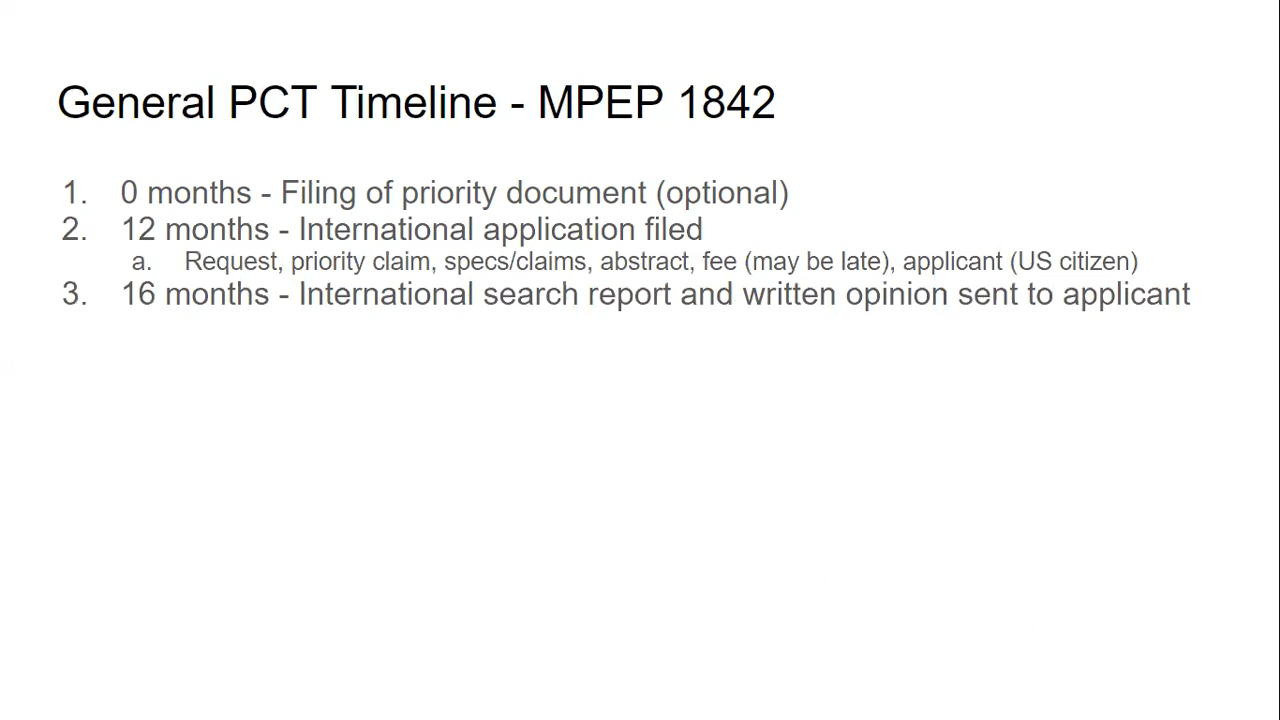 General PCT Timeline - MPEP 1842
1. 0 months - Filing of priority document (optional)
2. 12 months - International application filed
a. Request, priority claim, specs/claims, abstract, fee (may be late), applicant (US citizen)
3. 16 months - International search report and written opinion sent to applicant